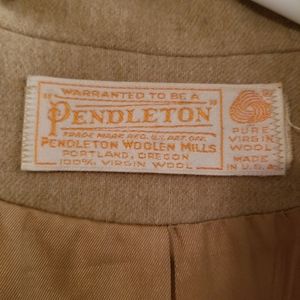 WARRANTED TO BE A
"PENDLETON"
TRADE MARK REG. U.S. PAT. OFF.
PENDLETON WOOLEN MILLS
PORTLAND, OREGON
100% VIRGIN WOOL
PURE
VIRGIN
WOOL
MADE
IN U.S.A.